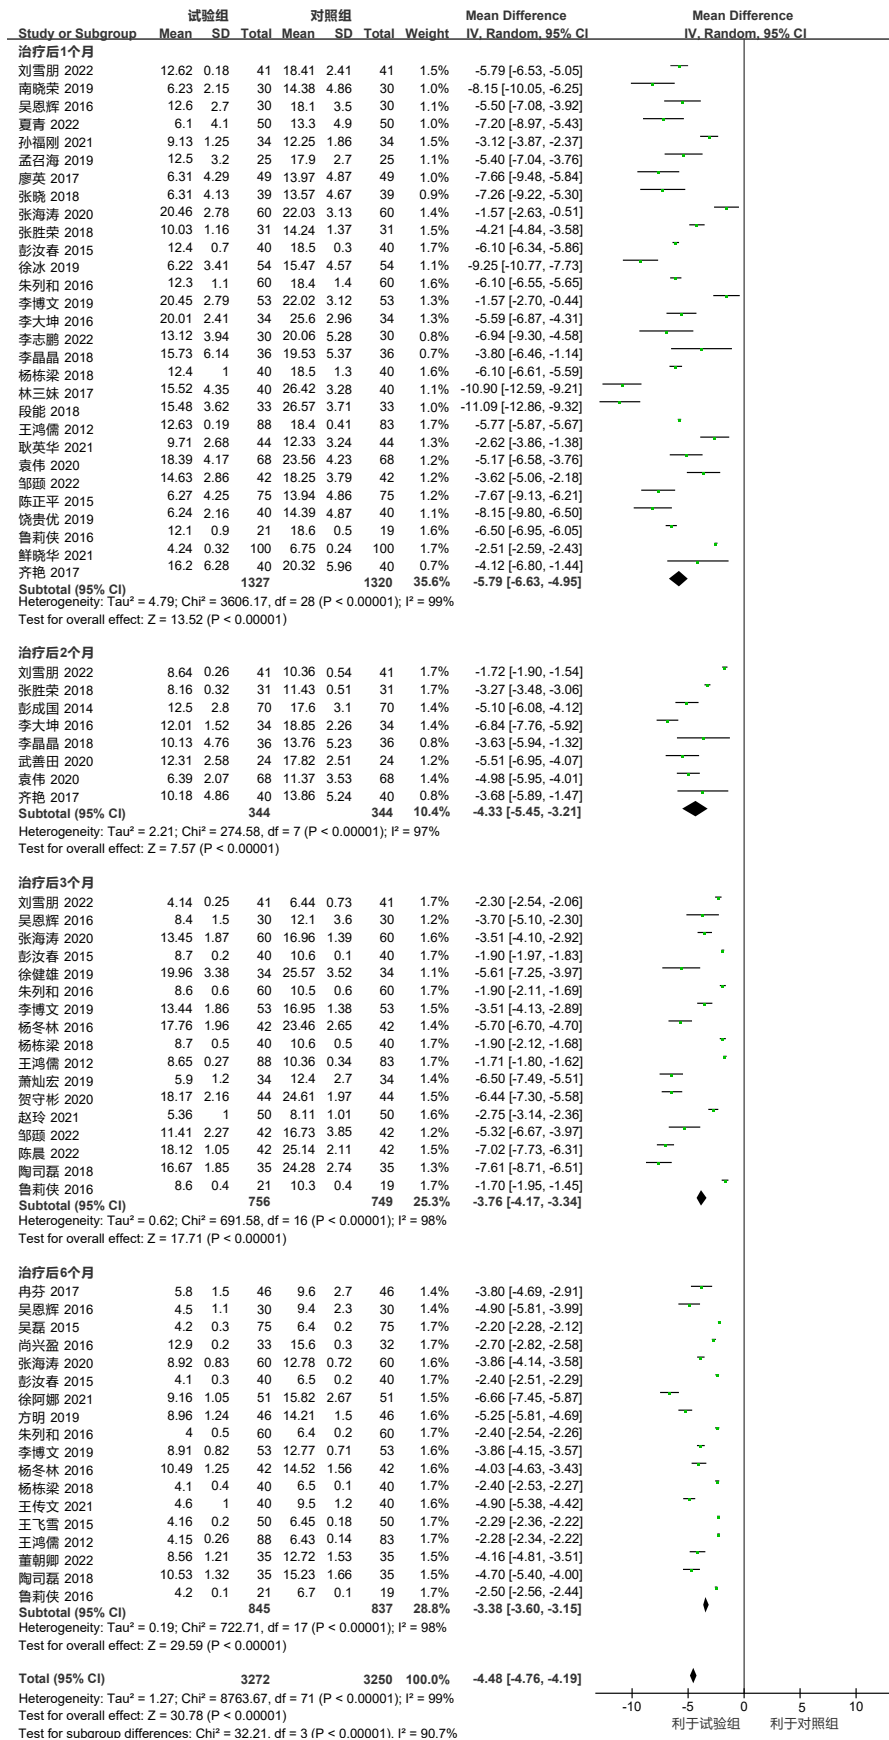 试验组 对照组 Mean Difference Mean Difference
Study or Subgroup Mean SD Total Mean SD Total Weight IV, Random, 95% CI IV, Random, 95% CI
治疗后1个月
刘雪朋 2022 12.62 0.18 41 18.41 2.41 41 1.5% -5.79 [-6.53, -5.05]
南晓荣 2019 6.23 2.15 30 14.38 4.86 30 1.0% -8.15 [-10.05, -6.25]
吴恩辉 2016 12.6 2.7 30 18.1 3.5 30 1.1% -5.50 [-7.08, -3.92]
夏青 2022 6.1 4.1 50 13.3 4.9 50 1.0% -7.20 [-8.97, -5.43]
孙福刚 2021 9.13 1.25 34 12.25 1.86 34 1.5% -3.12 [-3.87, -2.37]
孟召海 2019 12.5 3.2 25 17.9 2.7 25 1.1% -5.40 [-7.04, -3.76]
廖英 2017 6.31 4.29 49 13.97 4.87 49 1.0% -7.66 [-9.48, -5.84]
张晓 2018 6.31 4.13 39 13.57 4.67 39 0.9% -7.26 [-9.22, -5.30]
张海涛 2020 20.46 2.78 60 22.03 3.13 60 1.4% -1.57 [-2.63, -0.51]
张胜荣 2018 10.03 1.16 31 14.24 1.37 31 1.5% -4.21 [-4.84, -3.58]
彭汝春 2015 12.4 0.7 40 18.5 0.3 40 1.7% -6.10 [-6.34, -5.86]
徐冰 2019 6.22 3.41 54 15.47 4.57 54 1.1% -9.25 [-10.77, -7.73]
朱列和 2016 12.3 1.1 60 18.4 1.4 60 1.6% -6.10 [-6.55, -5.65]
李博文 2019 20.45 2.79 53 22.02 3.12 53 1.3% -1.57 [-2.70, -0.44]
李大坤 2016 20.01 2.41 34 25.6 2.96 34 1.3% -5.59 [-6.87, -4.31]
李志鹏 2022 13.12 3.94 30 20.06 5.28 30 0.8% -6.94 [-9.30, -4.58]
李晶晶 2018 15.73 6.14 36 19.53 5.37 36 0.7% -3.80 [-6.46, -1.14]
杨栋梁 2018 12.4 1 40 18.5 1.3 40 1.6% -6.10 [-6.61, -5.59]
林三妹 2017 15.52 4.35 40 26.42 3.28 40 1.1% -10.90 [-12.59, -9.21]
段能 2018 15.48 3.62 33 26.57 3.71 33 1.0% -11.09 [-12.86, -9.32]
王鸿儒 2012 12.63 0.19 88 18.4 0.41 83 1.7% -5.77 [-5.87, -5.67]
耿英华 2021 9.71 2.68 44 12.33 3.24 44 1.3% -2.62 [-3.86, -1.38]
袁伟 2020 18.39 4.17 68 23.56 4.23 68 1.2% -5.17 [-6.58, -3.76]
邹颋 2022 14.63 2.86 42 18.25 3.79 42 1.2% -3.62 [-5.06, -2.18]
陈正平 2015 6.27 4.25 75 13.94 4.86 75 1.2% -7.67 [-9.13, -6.21]
饶贵优 2019 6.24 2.16 40 14.39 4.87 40 1.1% -8.15 [-9.80, -6.50]
鲁莉侠 2016 12.1 0.9 21 18.6 0.5 19 1.6% -6.50 [-6.95, -6.05]
鲜晓华 2021 4.24 0.32 100 6.75 0.24 100 1.7% -2.51 [-2.59, -2.43]
齐艳 2017 16.2 6.28 40 20.32 5.96 40 0.7% -4.12 [-6.80, -1.44]
Subtotal (95% CI) 1327 1320 35.6% -5.79 [-6.63, -4.95]
Heterogeneity: Tau² = 4.79; Chi² = 3606.17, df = 28 (P < 0.00001); I² = 99%
Test for overall effect: Z = 13.52 (P < 0.00001)
治疗后2个月
刘雪朋 2022 8.64 0.26 41 10.36 0.54 41 1.7% -1.72 [-1.90, -1.54]
张胜荣 2018 8.16 0.32 31 11.43 0.51 31 1.7% -3.27 [-3.48, -3.06]
彭成国 2014 12.5 2.8 70 17.6 3.1 70 1.4% -5.10 [-6.08, -4.12]
李大坤 2016 12.01 1.52 34 18.85 2.26 34 1.4% -6.84 [-7.76, -5.92]
李晶晶 2018 10.13 4.76 36 13.76 5.23 36 0.8% -3.63 [-5.94, -1.32]
武善田 2020 12.31 2.58 24 17.82 2.51 24 1.2% -5.51 [-6.95, -4.07]
袁伟 2020 6.39 2.07 68 11.37 3.53 68 1.4% -4.98 [-5.95, -4.01]
齐艳 2017 10.18 4.86 40 13.86 5.24 40 0.8% -3.68 [-5.89, -1.47]
Subtotal (95% CI) 344 344 10.4% -4.33 [-5.45, -3.21]
Heterogeneity: Tau² = 2.21; Chi² = 274.58, df = 7 (P < 0.00001); I² = 97%
Test for overall effect: Z = 7.57 (P < 0.00001)
治疗后3个月
刘雪朋 2022 4.14 0.25 41 6.44 0.73 41 1.7% -2.30 [-2.54, -2.06]
吴恩辉 2016 8.4 1.5 30 12.1 3.6 30 1.2% -3.70 [-5.10, -2.30]
张海涛 2020 13.45 1.87 60 16.96 1.39 60 1.6% -3.51 [-4.10, -2.92]
彭汝春 2015 8.7 0.2 40 10.6 0.1 40 1.7% -1.90 [-1.97, -1.83]
徐健雄 2019 19.96 3.38 34 25.57 3.52 34 1.1% -5.61 [-7.25, -3.97]
朱列和 2016 8.6 0.6 60 10.5 0.6 60 1.7% -1.90 [-2.11, -1.69]
李博文 2019 13.44 1.86 53 16.95 1.38 53 1.5% -3.51 [-4.13, -2.89]
杨冬林 2016 17.76 1.96 42 23.46 2.65 42 1.4% -5.70 [-6.70, -4.70]
杨栋梁 2018 8.7 0.5 40 10.6 0.5 40 1.7% -1.90 [-2.12, -1.68]
王鸿儒 2012 8.65 0.27 88 10.36 0.34 83 1.7% -1.71 [-1.80, -1.62]
萧灿宏 2019 5.9 1.2 34 12.4 2.7 34 1.4% -6.50 [-7.49, -5.51]
贺守彬 2020 18.17 2.16 44 24.61 1.97 44 1.4% -6.44 [-7.30, -5.58]
赵玲 2021 5.36 1 50 8.11 1.01 50 1.6% -2.75 [-3.14, -2.36]
邹颋 2022 11.41 2.27 42 16.73 3.85 42 1.2% -5.32 [-6.67, -3.97]
陈晨 2022 18.12 1.05 42 25.14 2.11 42 1.5% -7.02 [-7.73, -6.31]
陶司磊 2018 16.67 1.85 35 24.28 2.74 35 1.3% -7.61 [-8.71, -6.51]
鲁莉侠 2016 8.6 0.4 21 10.3 0.4 19 1.7% -1.70 [-1.95, -1.45]
Subtotal (95% CI) 756 749 25.3% -3.76 [-4.17, -3.34]
Heterogeneity: Tau² = 0.62; Chi² = 691.58, df = 16 (P < 0.00001); I² = 98%
Test for overall effect: Z = 17.71 (P < 0.00001)
治疗后6个月
冉芬 2017 5.8 1.5 46 9.6 2.7 46 1.4% -3.80 [-4.69, -2.91]
吴恩辉 2016 4.5 1.1 30 9.4 2.3 30 1.4% -4.90 [-5.81, -3.99]
吴磊 2015 4.2 0.3 75 6.4 0.2 75 1.7% -2.20 [-2.28, -2.12]
尚兴盈 2016 12.9 0.2 33 15.6 0.3 32 1.7% -2.70 [-2.82, -2.58]
张海涛 2020 8.92 0.83 60 12.78 0.72 60 1.7% -3.86 [-4.14, -3.58]
彭汝春 2015 4.1 0.3 40 6.5 0.2 40 1.7% -2.40 [-2.51, -2.29]
徐阿娜 2021 9.16 1.05 51 15.82 2.67 51 1.5% -6.66 [-7.45, -5.87]
方明 2019 8.96 1.24 46 14.21 1.5 46 1.6% -5.25 [-5.81, -4.69]
朱列和 2016 4 0.5 60 6.4 0.2 60 1.7% -2.40 [-2.54, -2.26]
李博文 2019 8.91 0.82 53 12.77 0.71 53 1.7% -3.86 [-4.15, -3.57]
杨冬林 2016 10.49 1.25 42 14.52 1.56 42 1.6% -4.03 [-4.63, -3.43]
杨栋梁 2018 4.1 0.4 40 6.5 0.1 40 1.7% -2.40 [-2.53, -2.27]
王传文 2021 4.6 1 40 9.5 1.2 40 1.6% -4.90 [-5.38, -4.42]
王飞雪 2015 4.16 0.2 50 6.45 0.18 50 1.7% -2.29 [-2.36, -2.22]
王鸿儒 2012 4.15 0.26 88 6.43 0.14 83 1.7% -2.28 [-2.34, -2.22]
董朝卿 2022 8.56 1.21 35 12.72 1.53 35 1.5% -4.16 [-4.81, -3.51]
陶司磊 2018 10.53 1.32 35 15.23 1.66 35 1.5% -4.70 [-5.40, -4.00]
鲁莉侠 2016 4.2 0.1 21 6.7 0.1 19 1.7% -2.50 [-2.56, -2.44]
Subtotal (95% CI) 845 837 28.8% -3.38 [-3.60, -3.15]
Heterogeneity: Tau² = 0.19; Chi² = 722.71, df = 17 (P < 0.00001); I² = 98%
Test for overall effect: Z = 29.59 (P < 0.00001)
Total (95% CI) 3272 3250 100.0% -4.48 [-4.76, -4.19]
Heterogeneity: Tau² = 1.27; Chi² = 8763.67, df = 71 (P < 0.00001); I² = 99%
Test for overall effect: Z = 30.78 (P < 0.00001)
Test for subgroup differences: Chi² = 32.21, df = 3 (P < 0.00001), I² = 90.7%
-10 -5 0 5 10
利于试验组 利于对照组